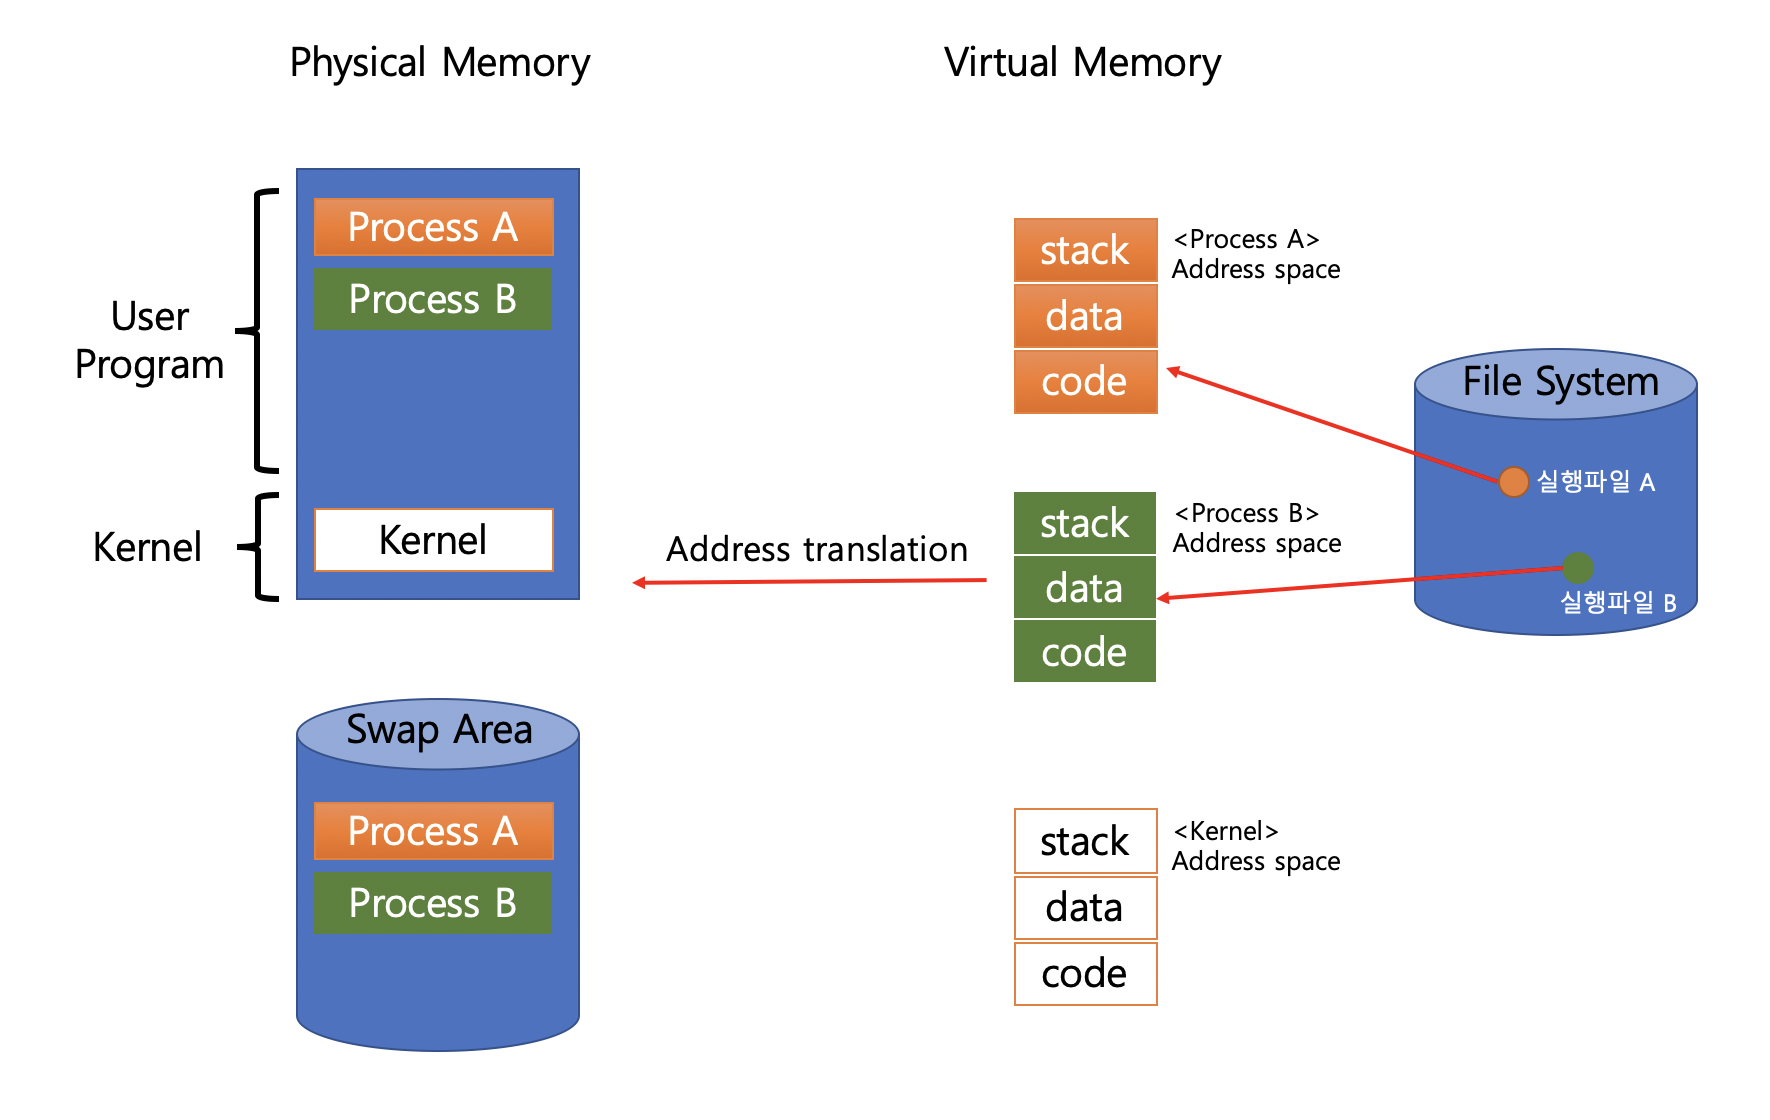 Physical Memory
Virtual Memory
User
Program
Kernel
Process A
Process B
Kernel
Swap Area
Process A
Process B
Address translation
stack
data
code
<Process A>
Address space
stack
data
code
<Process B>
Address space
stack
data
code
<Kernel>
Address space
File System
실행파일 A
실행파일 B